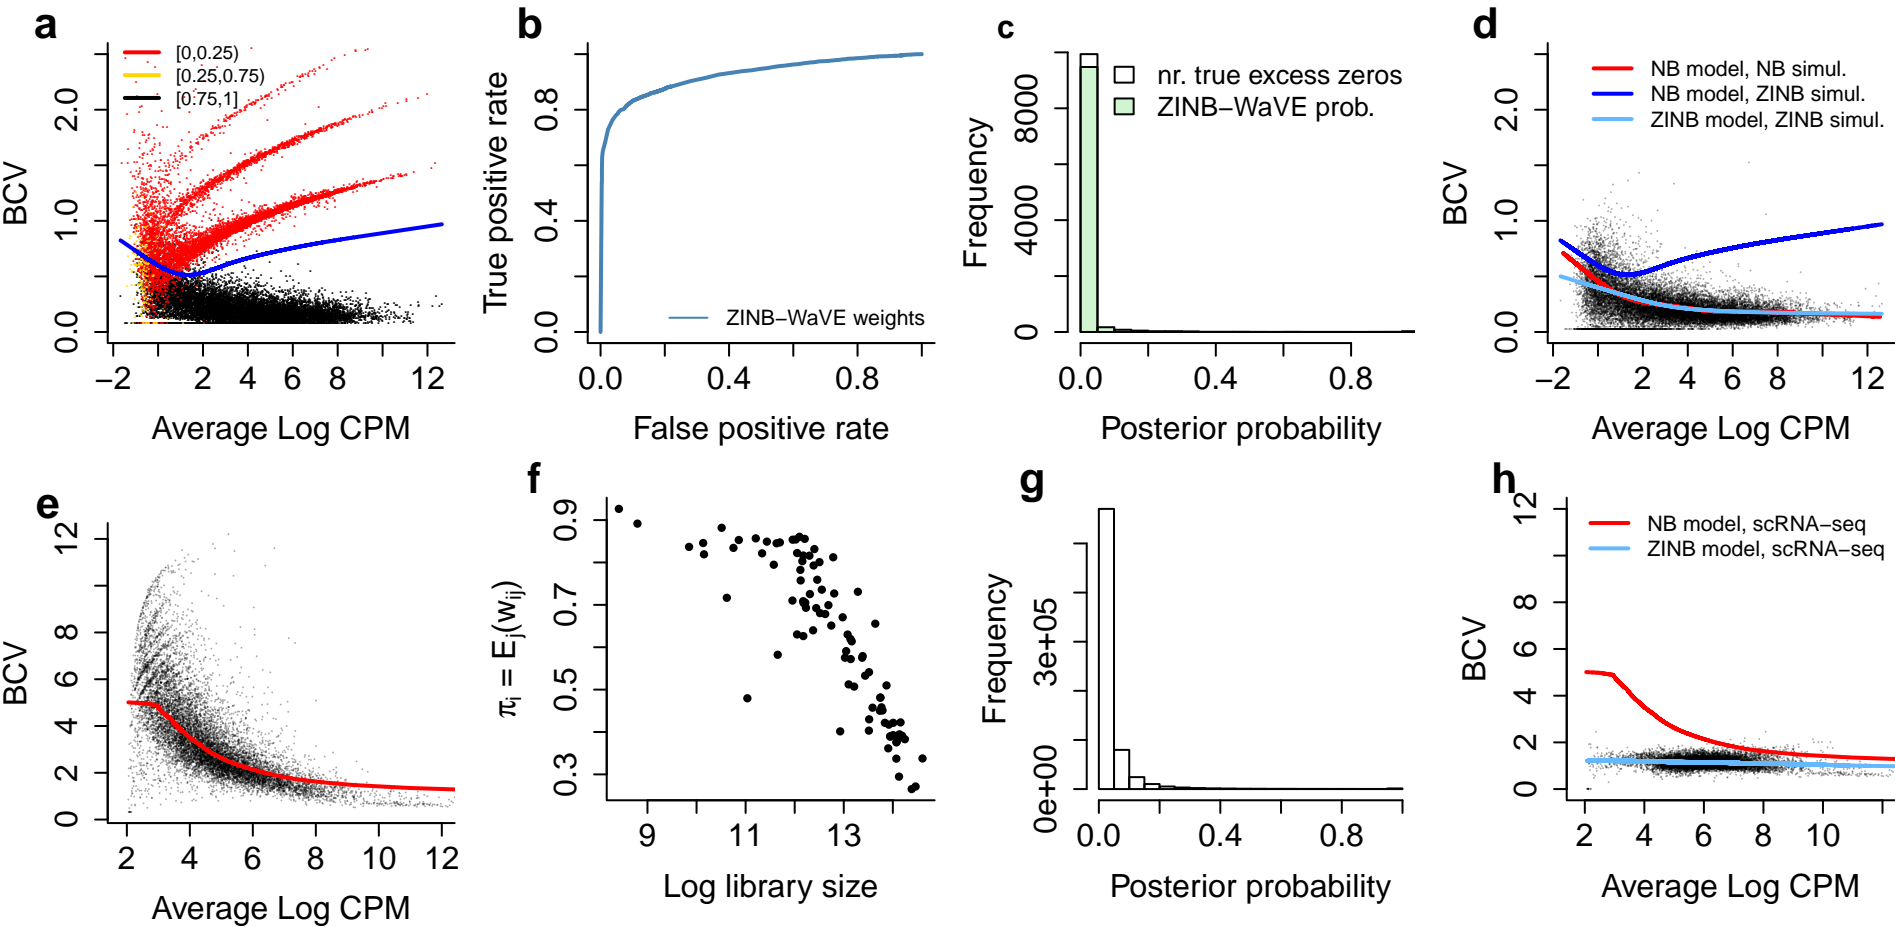 a
[0,0.25)
[0.25,0.75)
[0.75,1]
BCV
0.0 1.0 2.0
−2 2 4 6 8 12
Average Log CPM
b
True positive rate
0.0 0.4 0.8
ZINB−WaVE weights
0.0 0.4 0.8
False positive rate
c
nr. true excess zeros
ZINB−WaVE prob.
Frequency
0 4000 8000
0.0 0.4 0.8
Posterior probability
d
NB model, NB simul.
NB model, ZINB simul.
ZINB model, ZINB simul.
BCV
0.0 1.0 2.0
−2 2 4 6 8 12
Average Log CPM
e
BCV
0 2 4 6 8 12
2 4 6 8 10 12
Average Log CPM
f
πi = Ej(wij)
0.3 0.5 0.7 0.9
9 11 13
Log library size
g
Frequency
0e+00 3e+05
0.0 0.4 0.8
Posterior probability
h
NB model, scRNA−seq
ZINB model, scRNA−seq
BCV
0 2 4 6 8 12
2 4 6 8 10 12
Average Log CPM